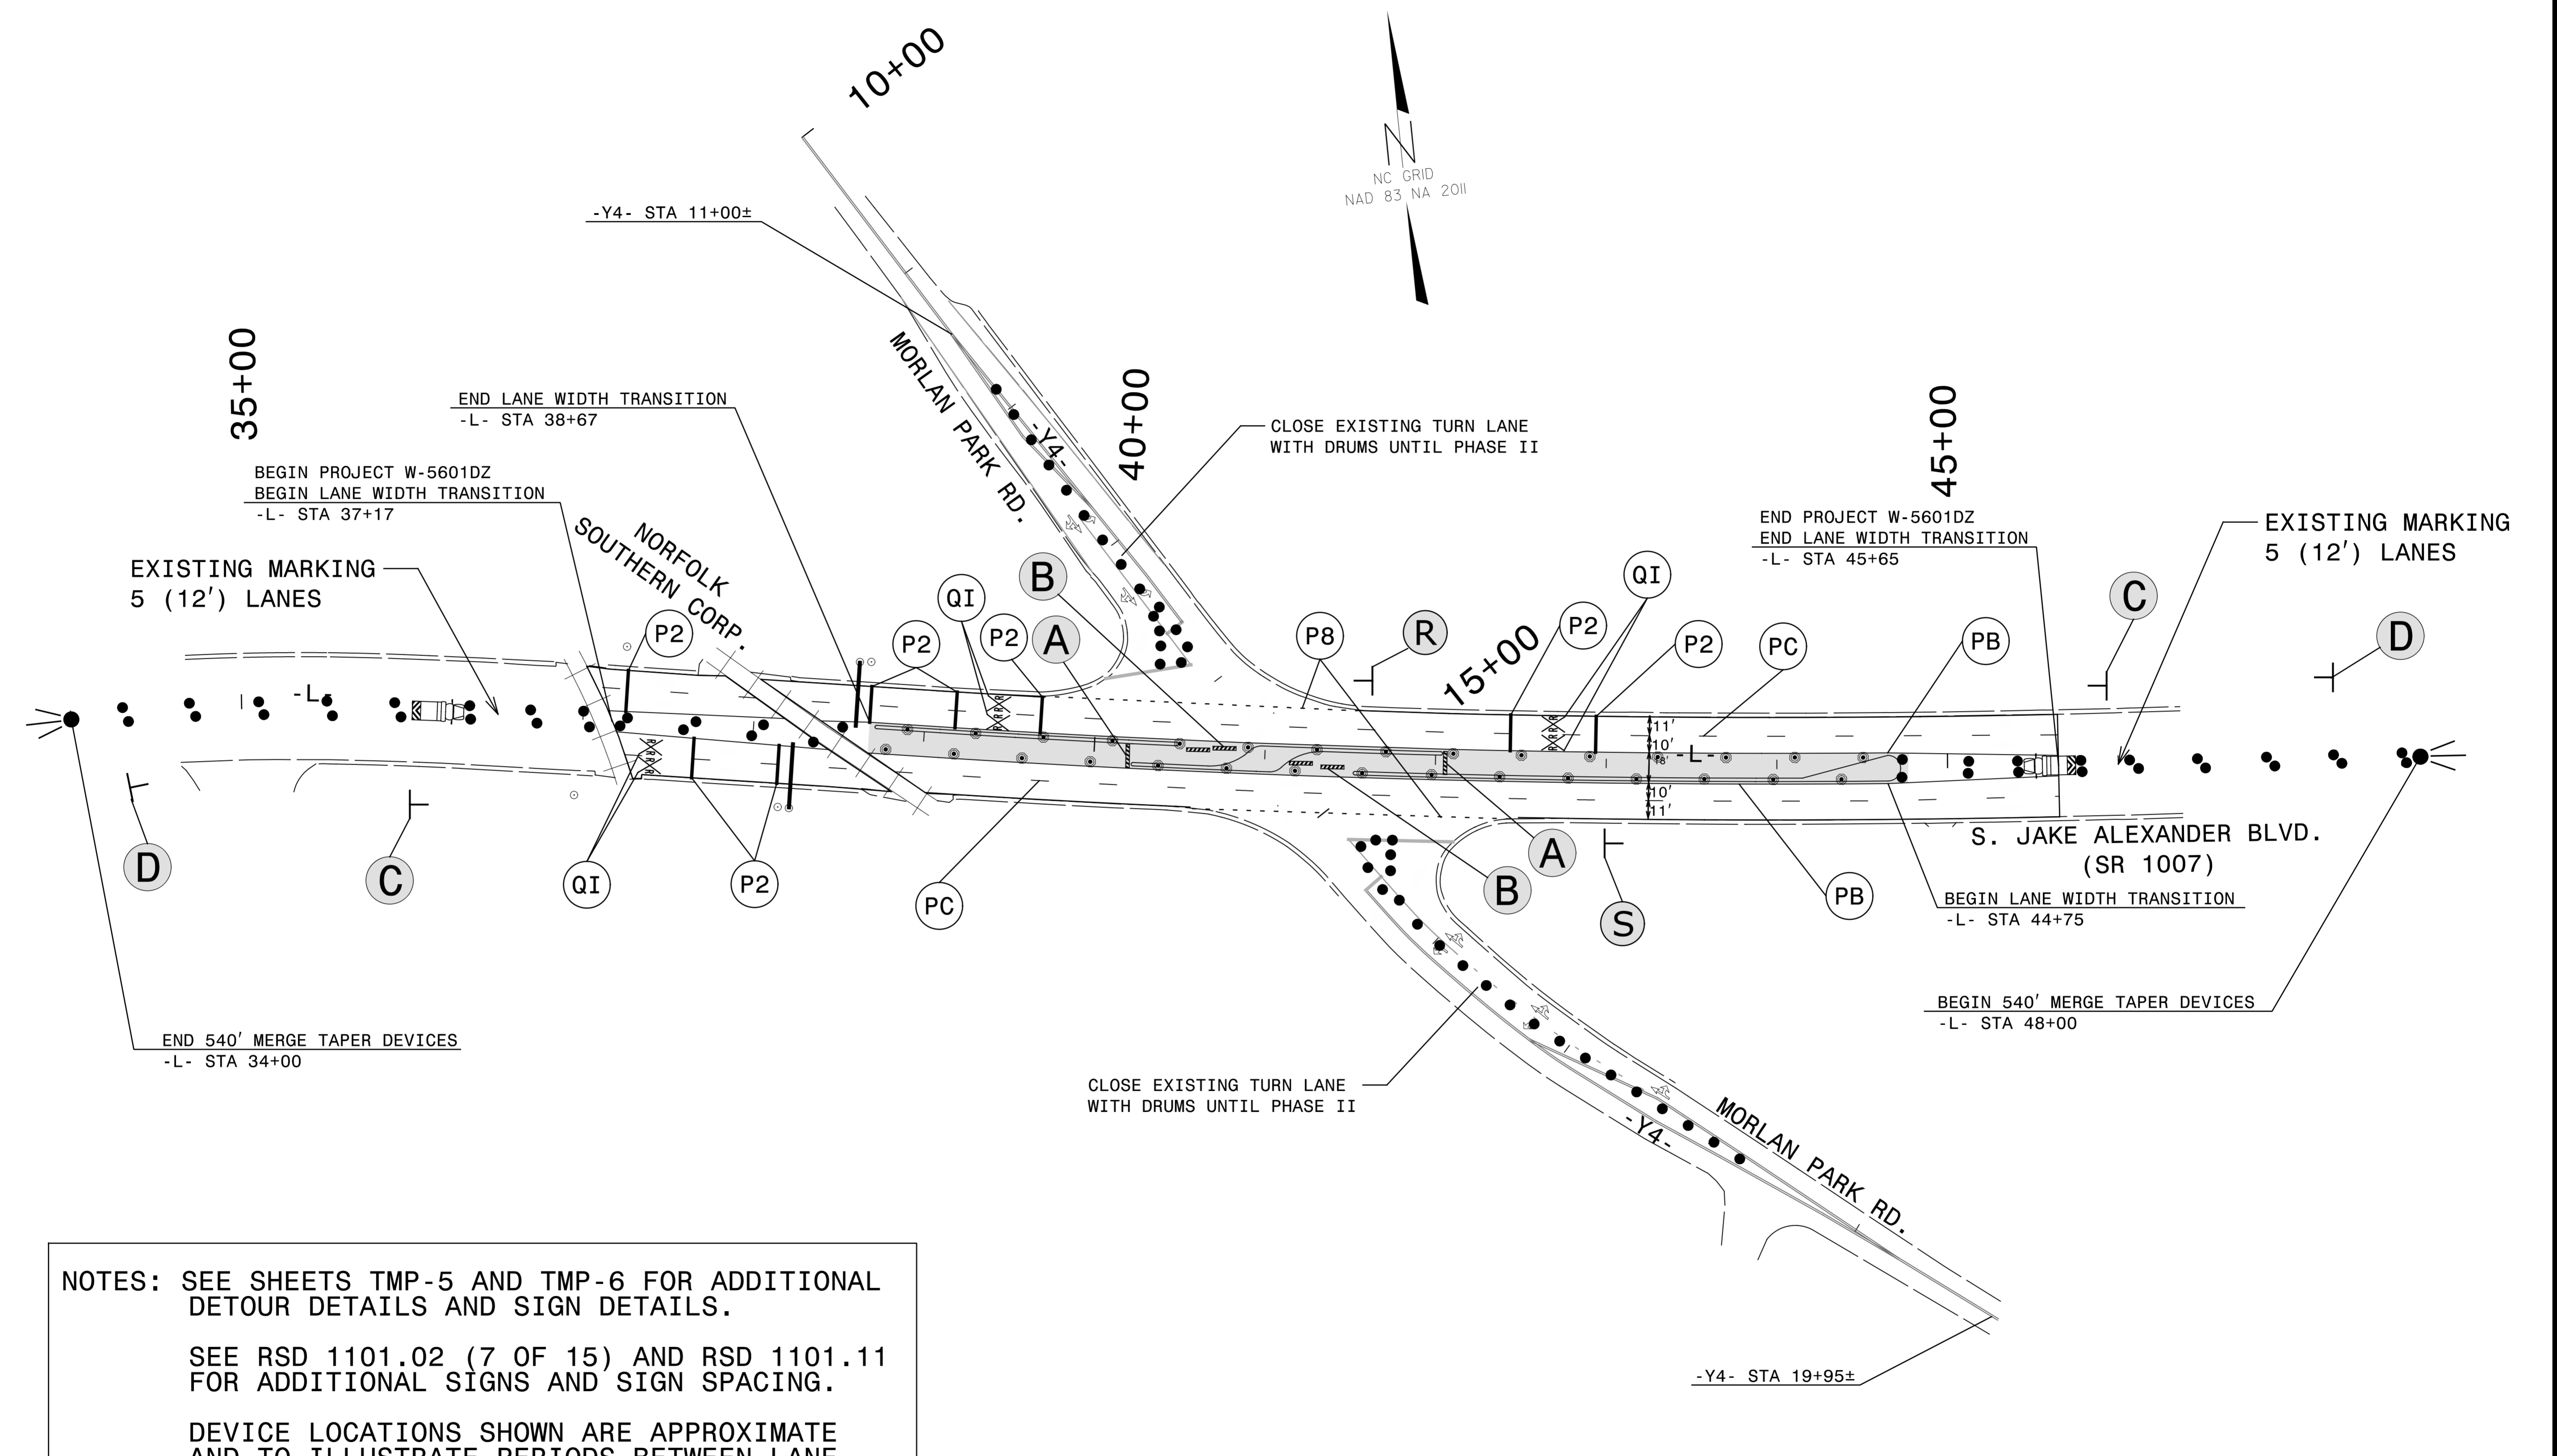 10+00
NC GRID
NAD 83 NA 2011
-Y4- STA 11+00±
35+00
MORLAN PARK RD.
40+00
45+00
END LANE WIDTH TRANSITION
-L- STA 38+67
-Y4-
CLOSE EXISTING TURN LANE
WITH DRUMS UNTIL PHASE II
BEGIN PROJECT W-5601DZ
BEGIN LANE WIDTH TRANSITION
-L- STA 37+17
NORFOLK
SOUTHERN CORP.
END PROJECT W-5601DZ
END LANE WIDTH TRANSITION
-L- STA 45+65
EXISTING MARKING
5 (12') LANES
EXISTING MARKING
5 (12') LANES
B
QI
C
QI
P2
P2
P2
A
P8
R
15+00
P2
P2
PC
PB
D
-L-
RR
RR
11'
10'
-L-
10'
11'
RR
S. JAKE ALEXANDER BLVD.
(SR 1007)
D
C
QI
P2
PC
A
B
S
PB
BEGIN LANE WIDTH TRANSITION
-L- STA 44+75
BEGIN 540' MERGE TAPER DEVICES
-L- STA 48+00
END 540' MERGE TAPER DEVICES
-L- STA 34+00
CLOSE EXISTING TURN LANE
WITH DRUMS UNTIL PHASE II
-Y4-
MORLAN PARK RD.
-Y4- STA 19+95±
NOTES: SEE SHEETS TMP-5 AND TMP-6 FOR ADDITIONAL
DETOUR DETAILS AND SIGN DETAILS.
SEE RSD 1101.02 (7 OF 15) AND RSD 1101.11
FOR ADDITIONAL SIGNS AND SIGN SPACING.
DEVICE LOCATIONS SHOWN ARE APPROXIMATE
AND TO ILLUSTRATE PERIODS BETWEEN LANE